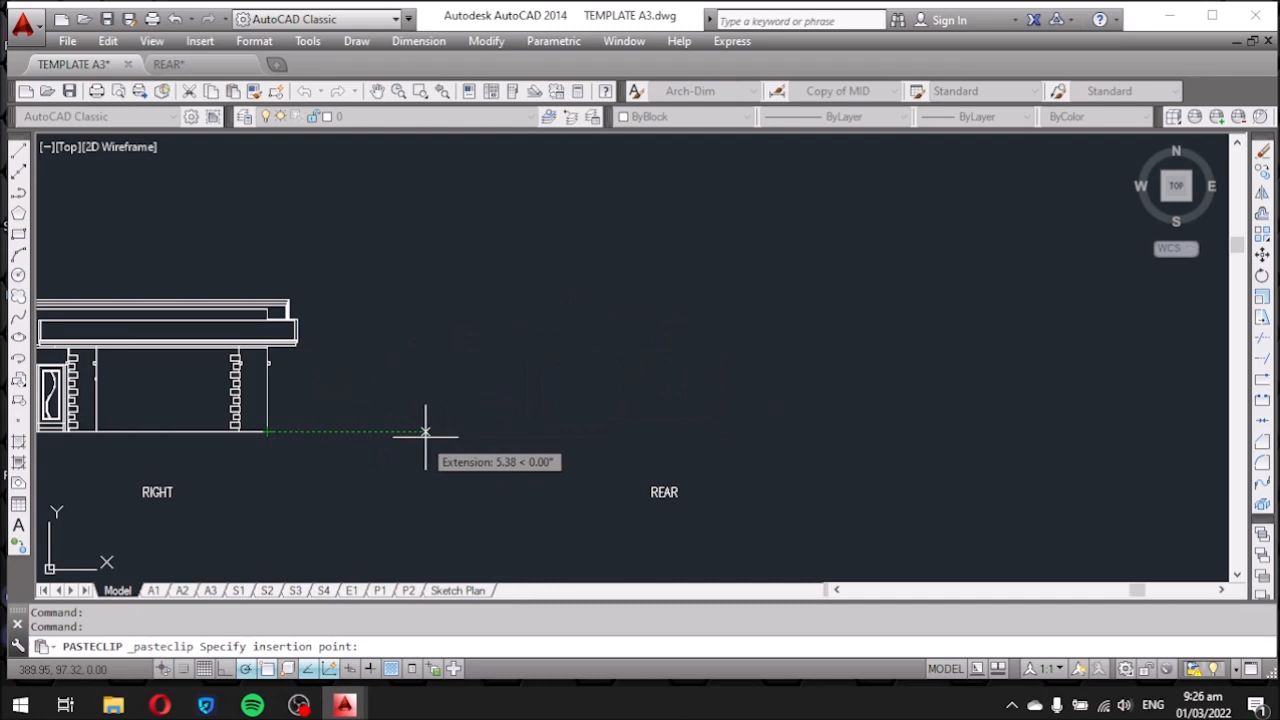 AutoCAD Classic
Autodesk AutoCAD 2014 TEMPLATE A3.dwg
Type a keyword or phrase
Sign In
File Edit View Insert Format Tools Draw Dimension Modify Parametric Window Help Express
TEMPLATE A3* REAR*
Arch-Dim Copy of MID Standard Standard
AutoCAD Classic 0 ByBlock ByLayer ByLayer ByColor
[−][Top][2D Wireframe]
N
W TOP E
S
WCS
Extension: 5.38 < 0.00°
RIGHT REAR
Y
X
Model A1 A2 A3 S1 S2 S3 S4 E1 P1 P2 Sketch Plan
Command:
Command:
PASTECLIP _pasteclip Specify insertion point:
389.95, 97.32, 0.00 MODEL 1:1
ENG
9:26 am
01/03/2022
1